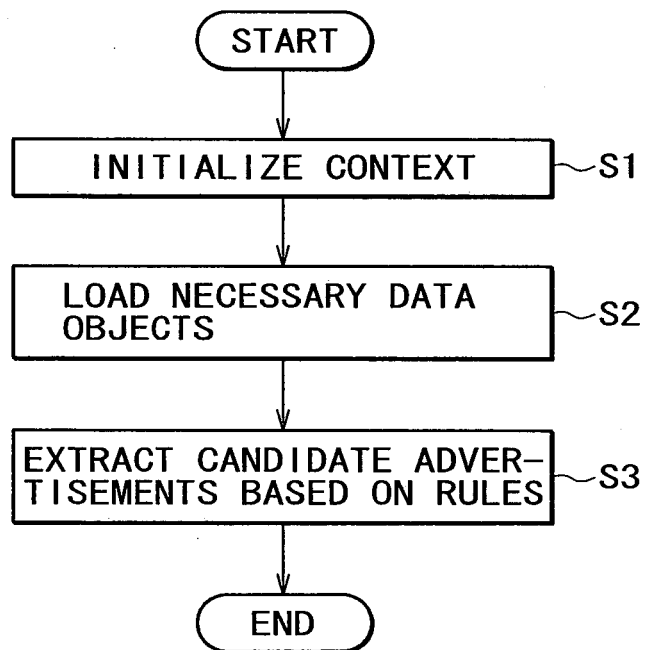 START
INITIALIZE CONTEXT
S1
LOAD NECESSARY DATA
OBJECTS
S2
EXTRACT CANDIDATE ADVER-
TISEMENTS BASED ON RULES
S3
END